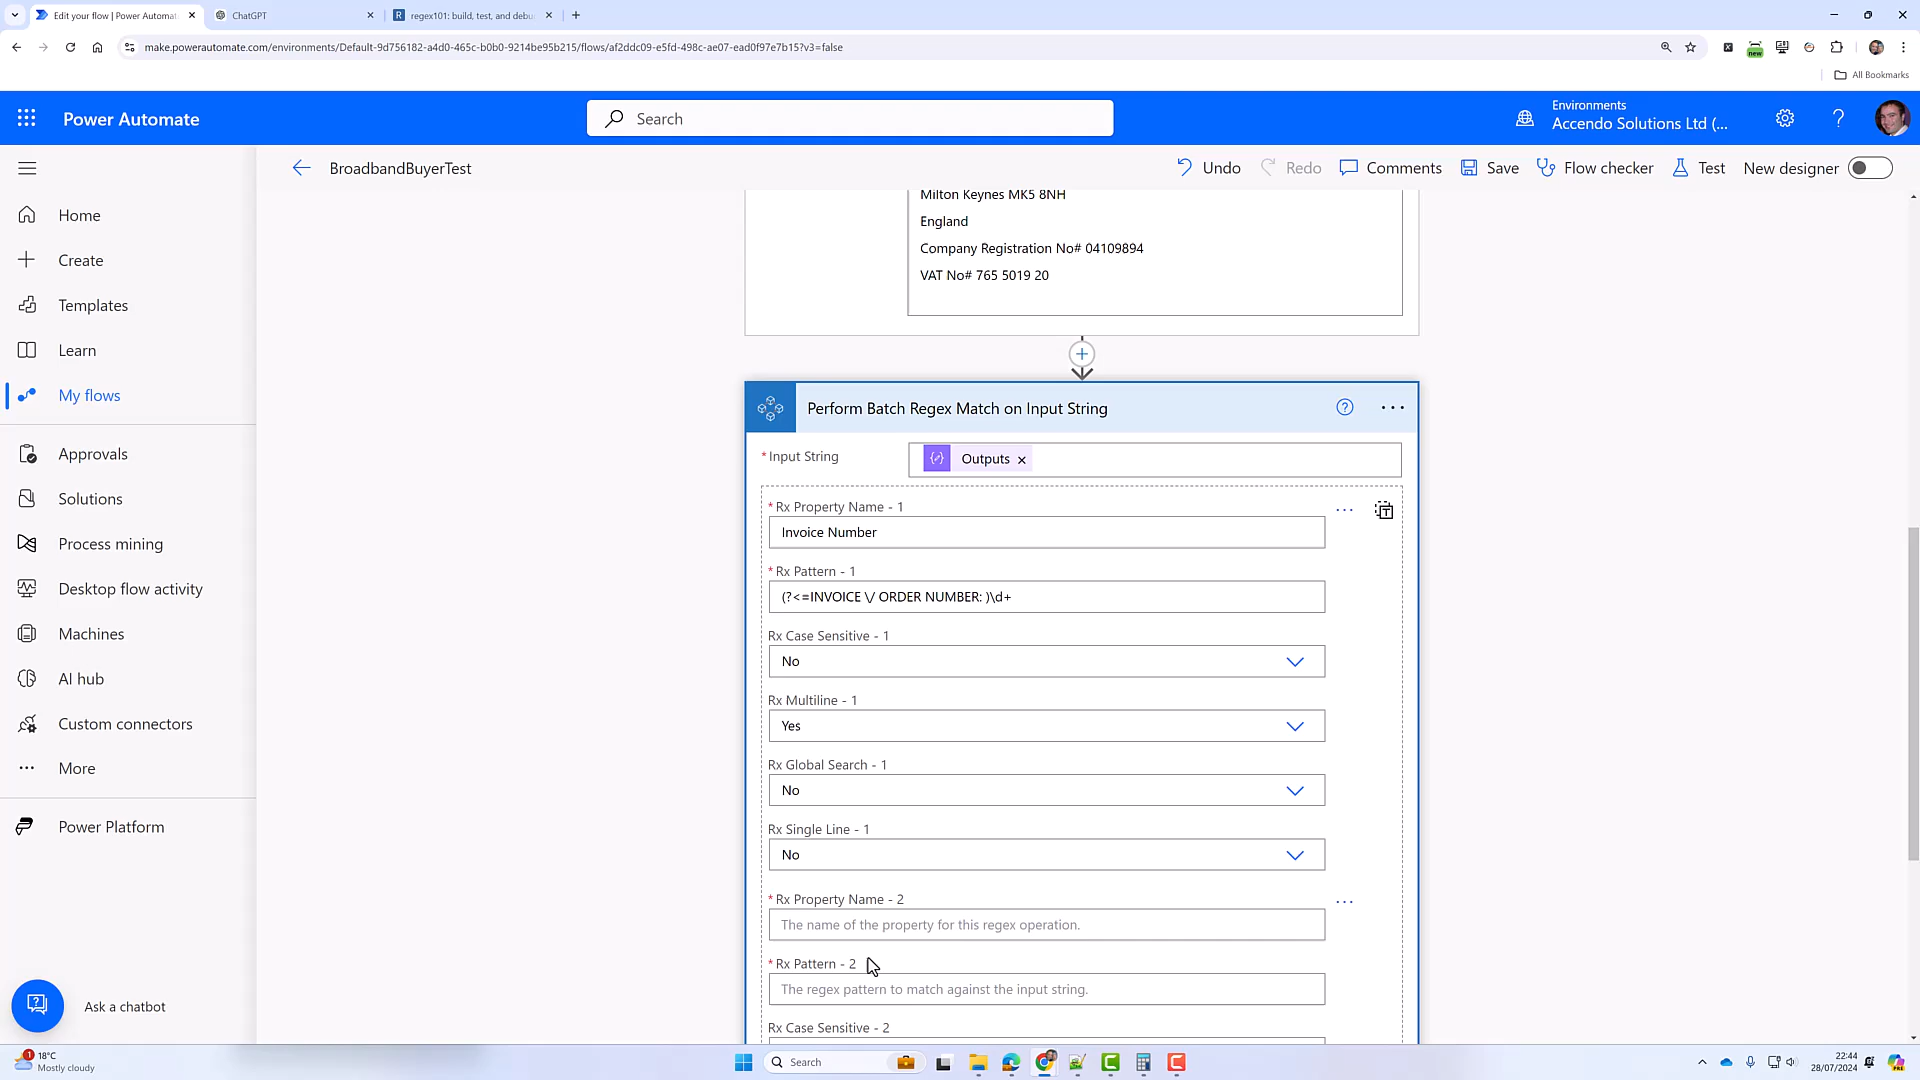 Edit your flow | Power Automat
ChatGPT
regex101: build, test, and debu
make.powerautomate.com/environments/Default-9d756182-a4d0-465c-b0b0-9214be95b215/flows/af2ddc09-e5fd-498c-ae07-ead0f97e7b15?v3=false
new
All Bookmarks
Power Automate
Search
Environments
Accendo Solutions Ltd (...
BroadbandBuyerTest
Undo
Redo
Comments
Save
Flow checker
Test
New designer
Home
Create
Templates
Learn
My flows
Approvals
Solutions
Process mining
Desktop flow activity
Machines
AI hub
Custom connectors
More
Power Platform
Ask a chatbot
Milton Keynes MK5 8NH
England
Company Registration No# 04109894
VAT No# 765 5019 20
Perform Batch Regex Match on Input String
* Input String
Outputs ×
* Rx Property Name - 1
Invoice Number
* Rx Pattern - 1
(?<=INVOICE \/ ORDER NUMBER: )\d+
Rx Case Sensitive - 1
No
Rx Multiline - 1
Yes
Rx Global Search - 1
No
Rx Single Line - 1
No
* Rx Property Name - 2
The name of the property for this regex operation.
* Rx Pattern - 2
The regex pattern to match against the input string.
Rx Case Sensitive - 2
1
18°C
Mostly cloudy
Search
22:44
28/07/2024